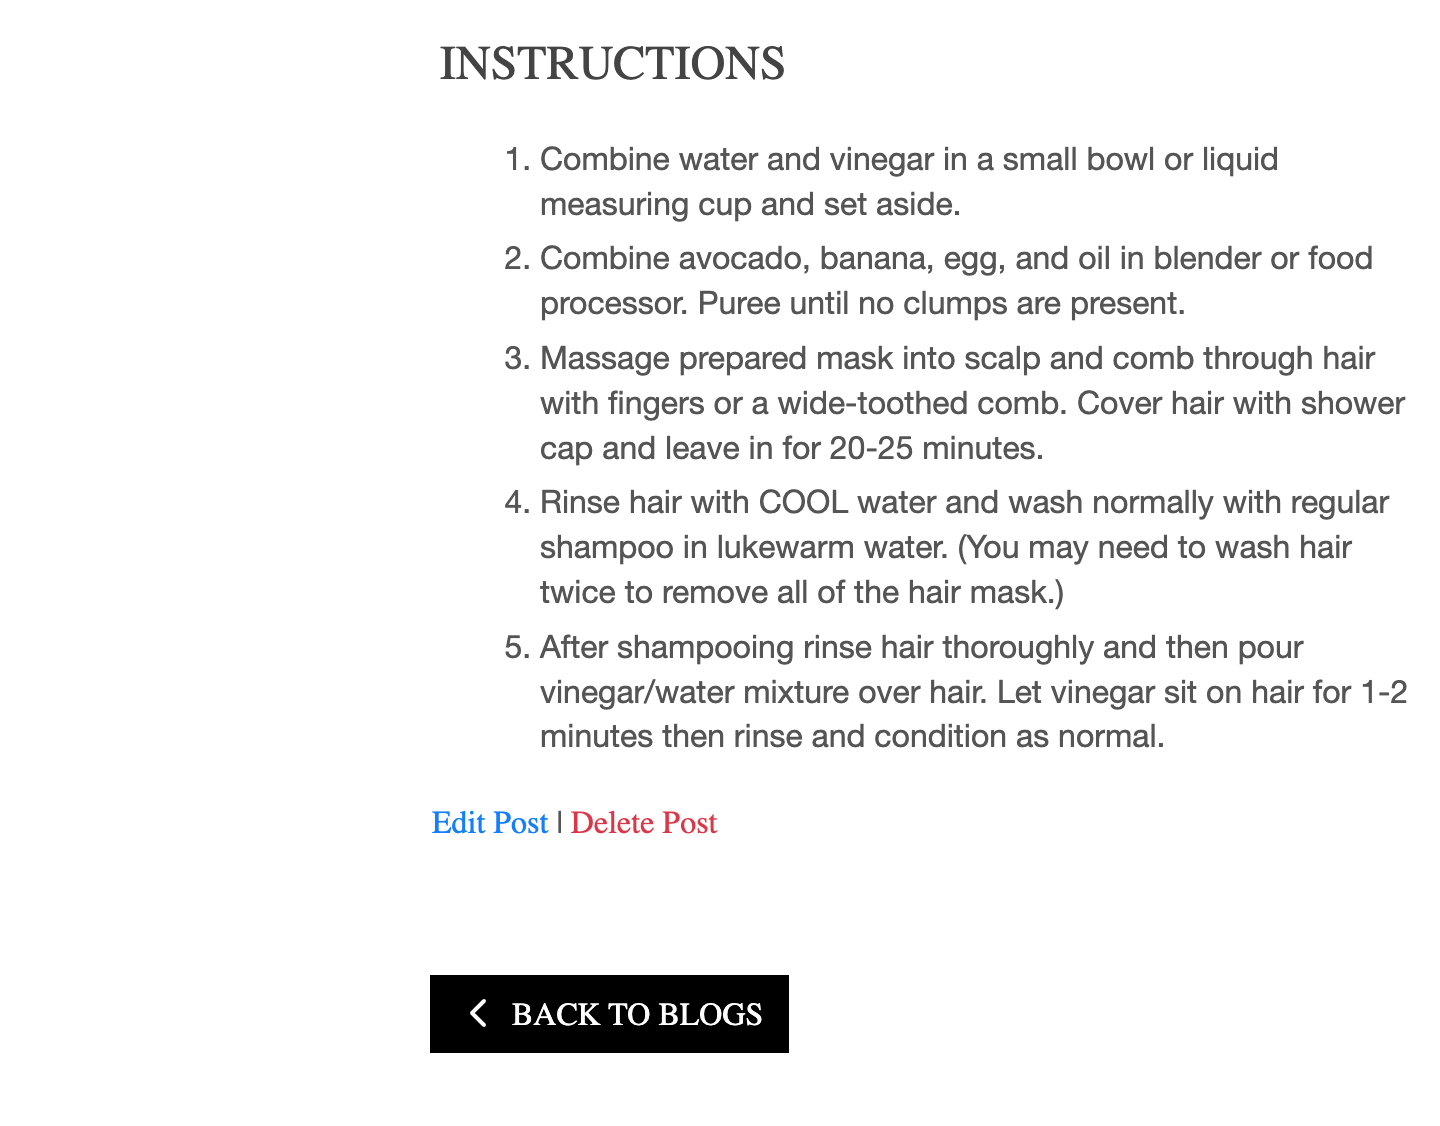 INSTRUCTIONS
1. Combine water and vinegar in a small bowl or liquid
measuring cup and set aside.
2. Combine avocado, banana, egg, and oil in blender or food
processor. Puree until no clumps are present.
3. Massage prepared mask into scalp and comb through hair
with fingers or a wide-toothed comb. Cover hair with shower
cap and leave in for 20-25 minutes.
4. Rinse hair with COOL water and wash normally with regular
shampoo in lukewarm water. (You may need to wash hair
twice to remove all of the hair mask.)
5. After shampooing rinse hair thoroughly and then pour
vinegar/water mixture over hair. Let vinegar sit on hair for 1-2
minutes then rinse and condition as normal.
Edit Post | Delete Post
BACK TO BLOGS